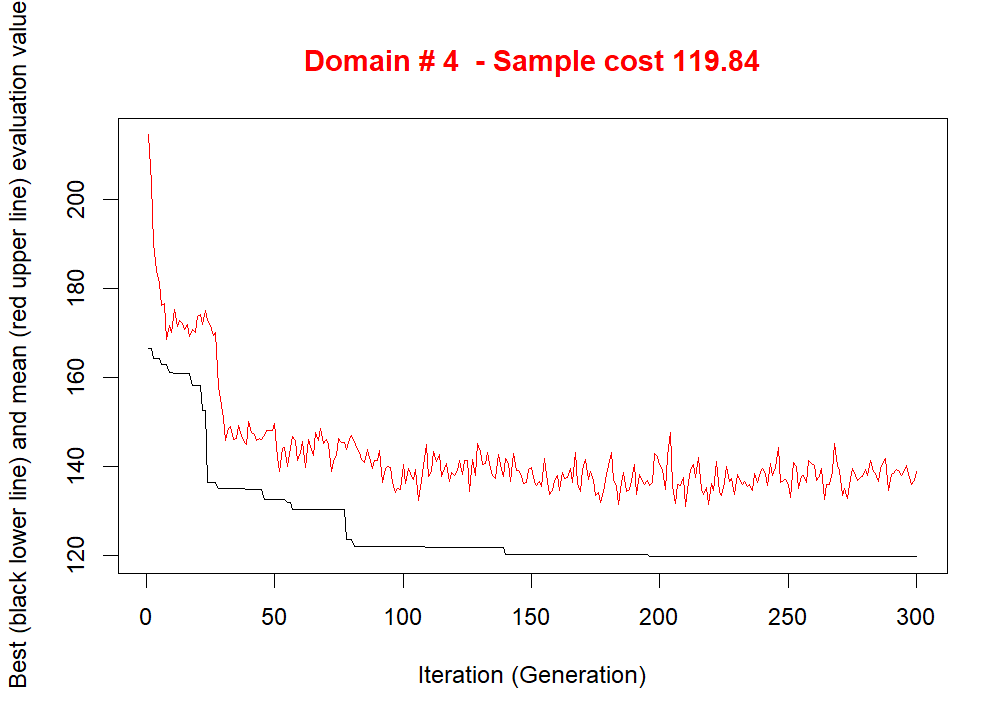 Domain # 4  - Sample cost 119.84
Best (black lower line) and mean (red upper line) evaluation value
200
180
160
140
120
0 50 100 150 200 250 300
Iteration (Generation)